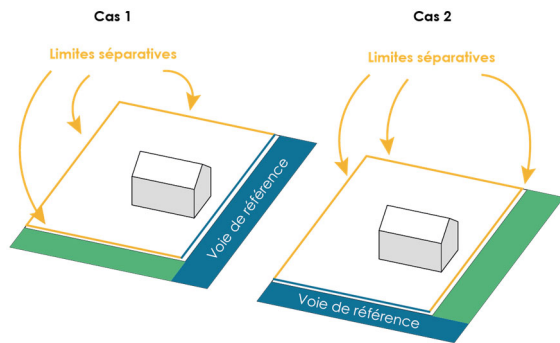 Cas 1
Cas 2
Limites séparatives
Limites séparatives
Voie de référence
Voie de référence